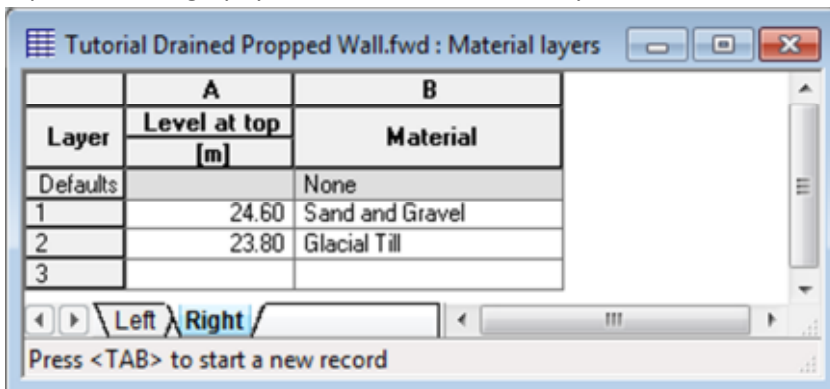 Tutorial Drained Propped Wall.fwd : Material layers
A B
Layer Level at top Material
[m]
Defaults None
1 24.60 Sand and Gravel
2 23.80 Glacial Till
3
Left Right
Press <TAB> to start a new record